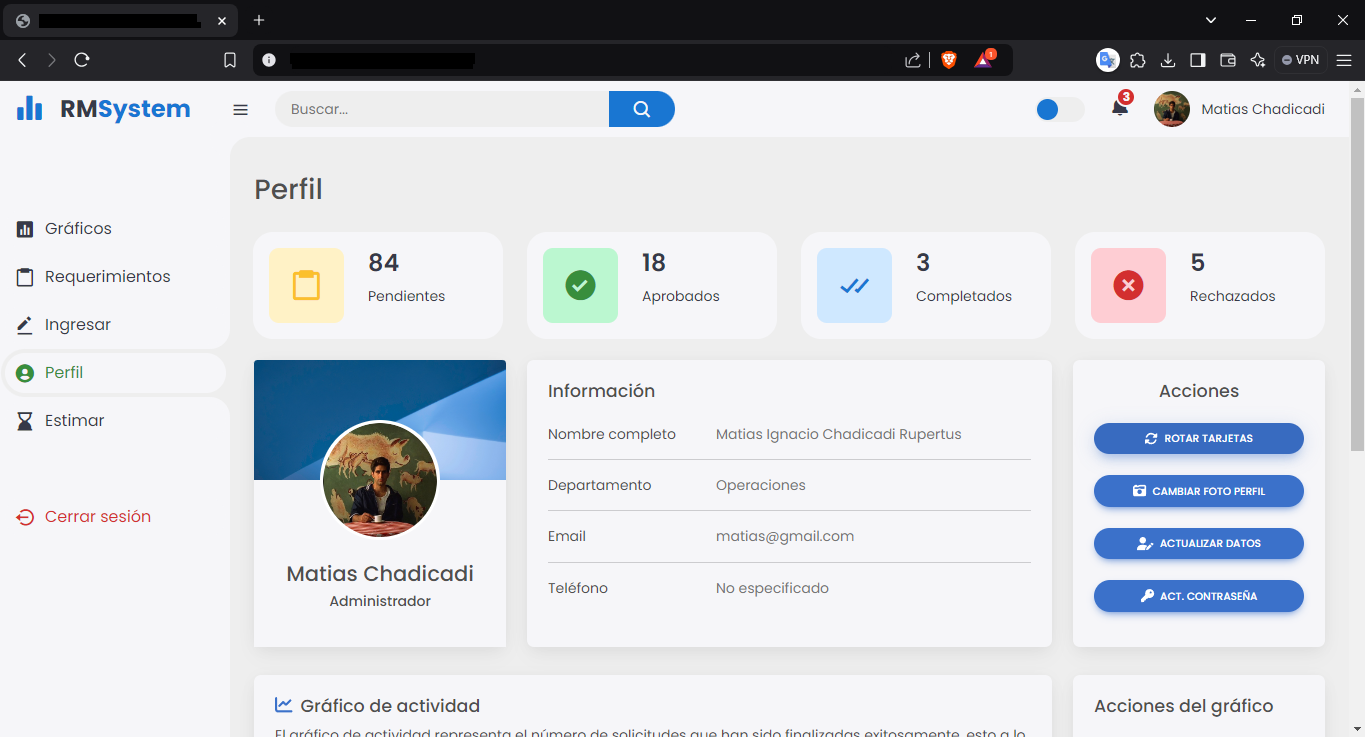 VPN
RMSystem
Buscar...
3
Matias Chadicadi
1
Perfil
Gráficos
Requerimientos
Ingresar
Perfil
Estimar
Cerrar sesión
84
Pendientes
18
Aprobados
3
Completados
5
Rechazados
Matias Chadicadi
Administrador
Información
Nombre completo Matias Ignacio Chadicadi Rupertus
Departamento Operaciones
Email matias@gmail.com
Teléfono No especificado
Acciones
ROTAR TARJETAS
CAMBIAR FOTO PERFIL
ACTUALIZAR DATOS
ACT. CONTRASEÑA
Gráfico de actividad
El gráfico de actividad representa el número de solicitudes que han sido finalizadas exitosamente, esto a lo
Acciones del gráfico